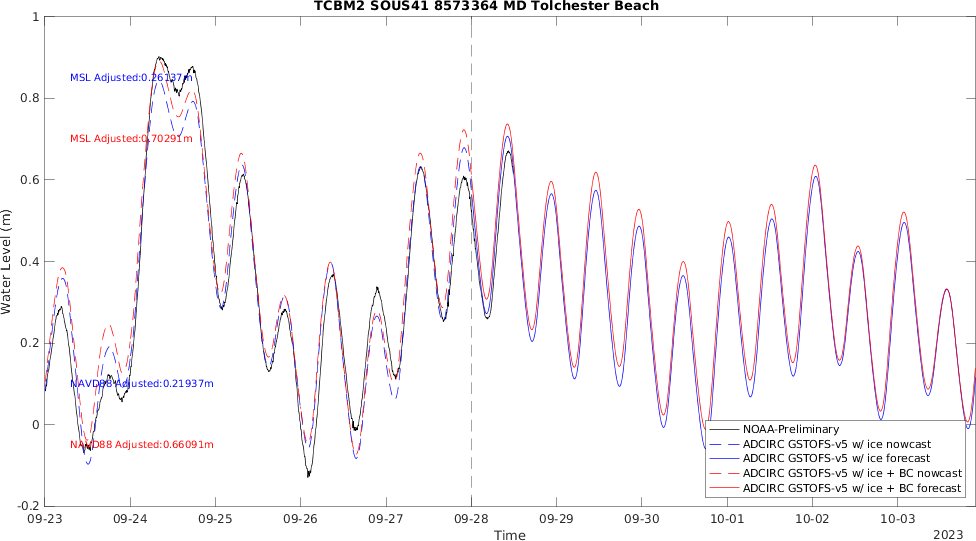 TCBM2 SOUS41 8573364 MD Tolchester Beach
1
0.8
0.6
0.4
0.2
0
-0.2
Water Level (m)
MSL Adjusted:0.26137m
MSL Adjusted:0.70291m
NAVD88 Adjusted:0.21937m
NAVD88 Adjusted:0.66091m
NOAA-Preliminary
ADCIRC GSTOFS-v5 w/ ice nowcast
ADCIRC GSTOFS-v5 w/ ice forecast
ADCIRC GSTOFS-v5 w/ ice + BC nowcast
ADCIRC GSTOFS-v5 w/ ice + BC forecast
09-23 09-24 09-25 09-26 09-27 09-28 09-29 09-30 10-01 10-02 10-03
Time
2023